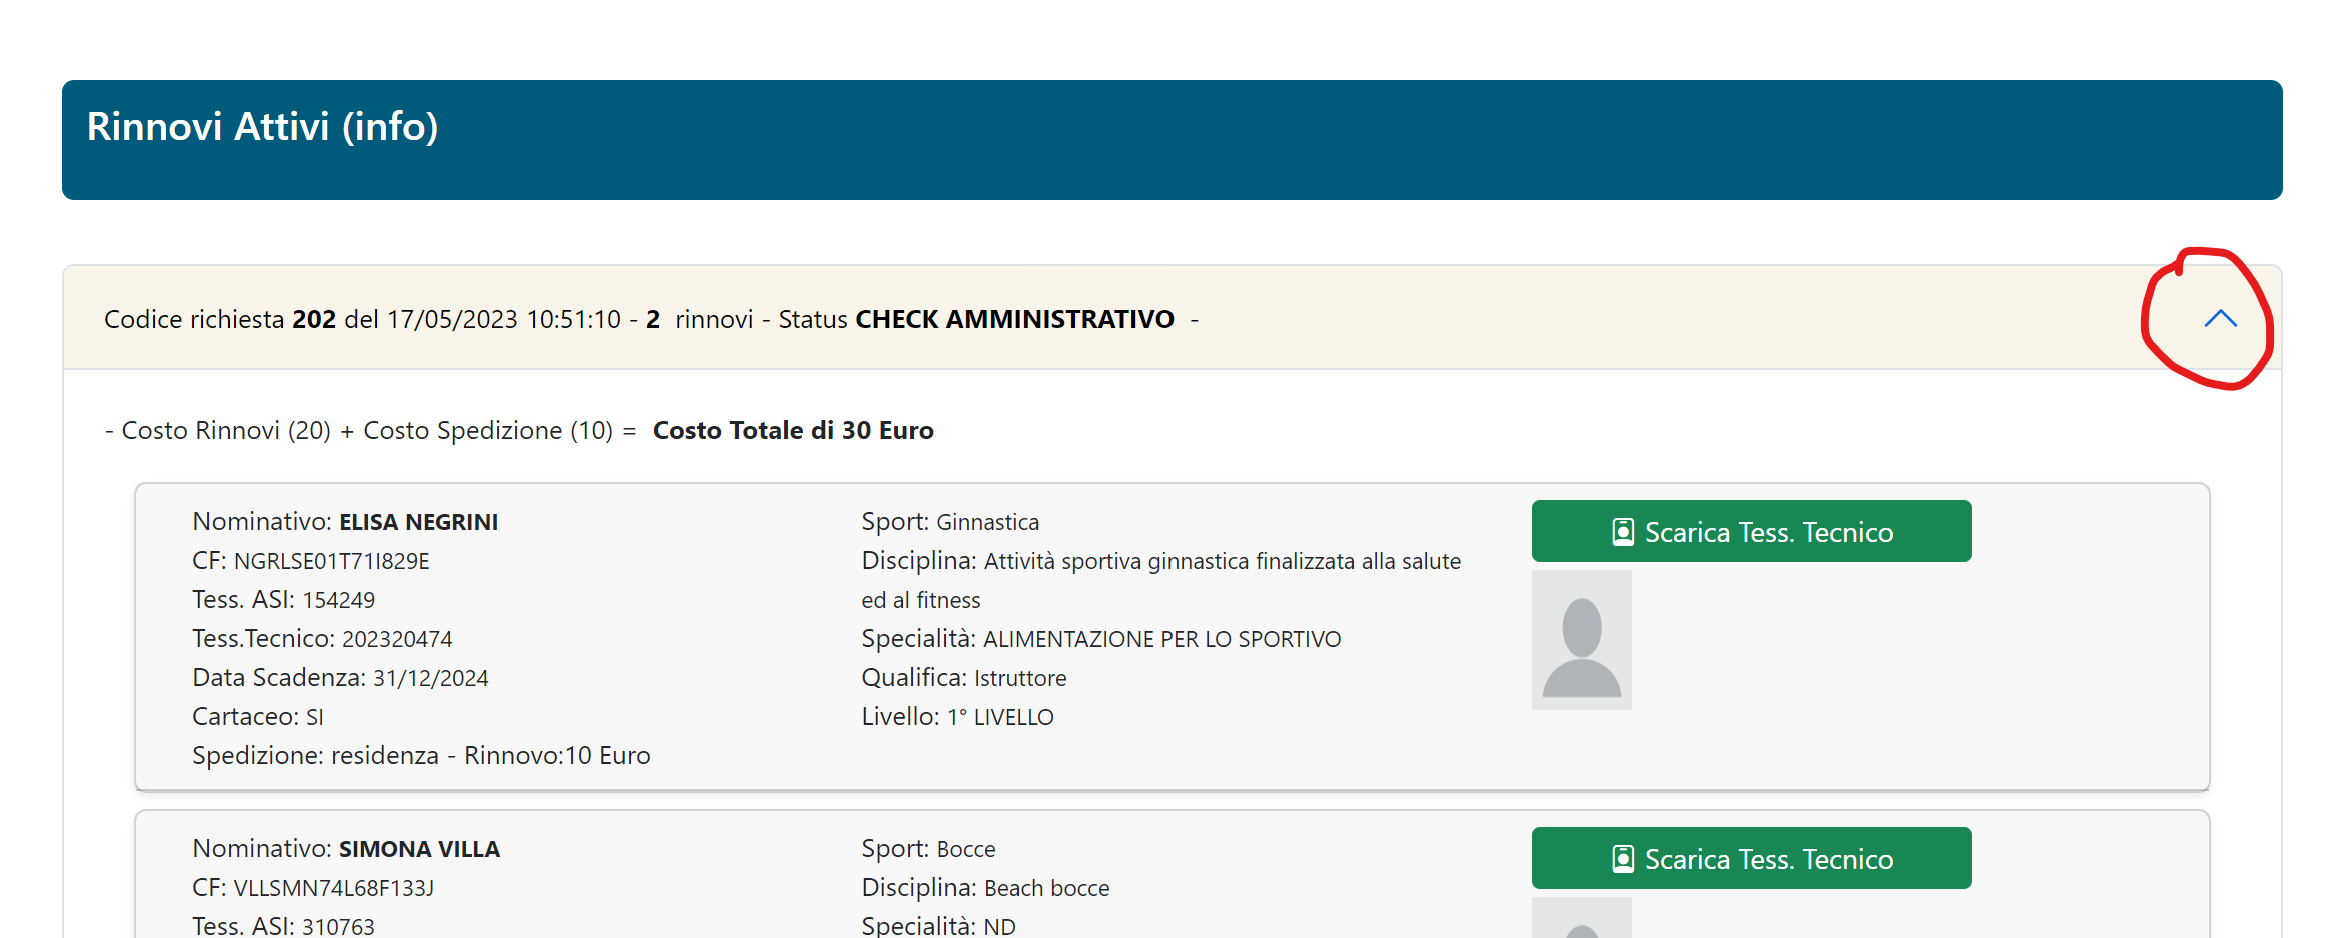 Rinnovi Attivi (info)
Codice richiesta 202 del 17/05/2023 10:51:10 - 2 rinnovi - Status CHECK AMMINISTRATIVO -
- Costo Rinnovi (20) + Costo Spedizione (10) = Costo Totale di 30 Euro
Nominativo: ELISA NEGRINI
CF: NGRLSE01T71I829E
Tess. ASI: 154249
Tess.Tecnico: 202320474
Data Scadenza: 31/12/2024
Cartaceo: SI
Spedizione: residenza - Rinnovo:10 Euro
Sport: Ginnastica
Disciplina: Attività sportiva ginnastica finalizzata alla salute
ed al fitness
Specialità: ALIMENTAZIONE PER LO SPORTIVO
Qualifica: Istruttore
Livello: 1° LIVELLO
Scarica Tess. Tecnico
Nominativo: SIMONA VILLA
CF: VLLSMN74L68F133J
Tess. ASI: 310763
Sport: Bocce
Disciplina: Beach bocce
Specialità: ND
Scarica Tess. Tecnico